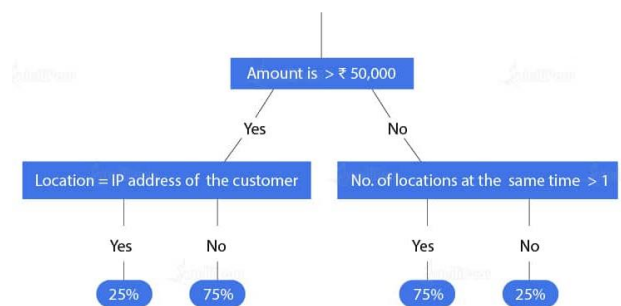 Amount is > ₹ 50,000
Yes
No
Location = IP address of the customer
No. of locations at the same time > 1
Yes
No
Yes
No
25%
75%
75%
25%